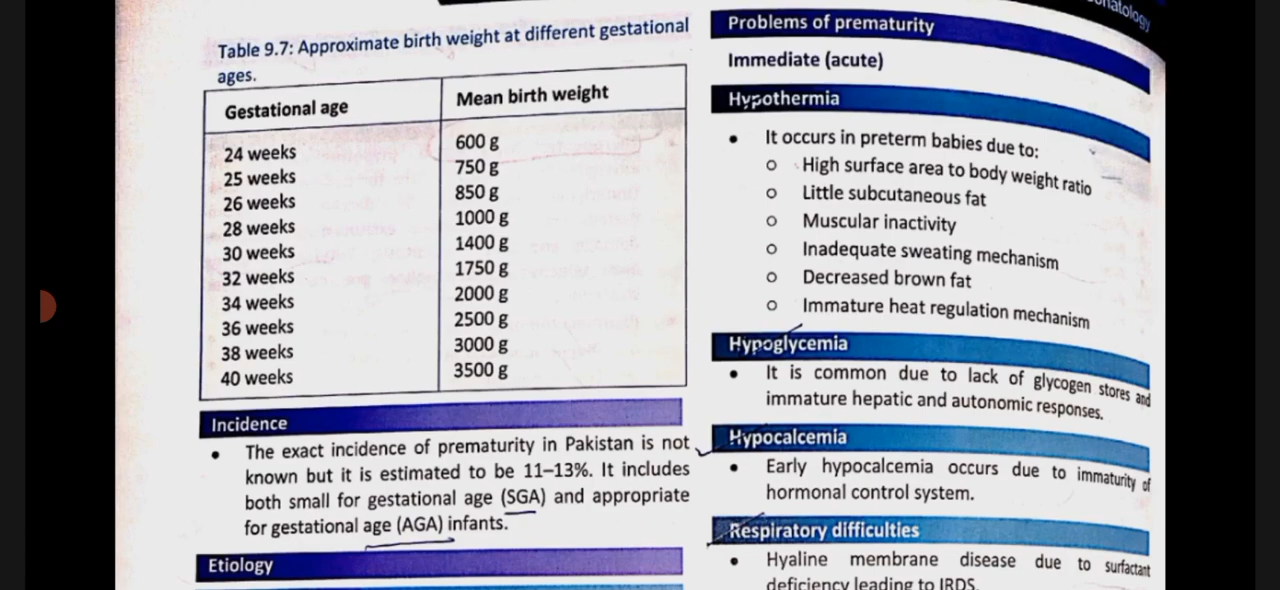 Table 9.7: Approximate birth weight at different gestational
ages.
Gestational age Mean birth weight
24 weeks 600 g
25 weeks 750 g
26 weeks 850 g
28 weeks 1000 g
30 weeks 1400 g
32 weeks 1750 g
34 weeks 2000 g
36 weeks 2500 g
38 weeks 3000 g
40 weeks 3500 g
Incidence
• The exact incidence of prematurity in Pakistan is not
known but it is estimated to be 11–13%. It includes
both small for gestational age (SGA) and appropriate
for gestational age (AGA) infants.
Etiology
Problems of prematurity
Immediate (acute)
Hypothermia
• It occurs in preterm babies due to:
o High surface area to body weight ratio
o Little subcutaneous fat
o Muscular inactivity
o Inadequate sweating mechanism
o Decreased brown fat
o Immature heat regulation mechanism
Hypoglycemia
• It is common due to lack of glycogen stores and
immature hepatic and autonomic responses.
Hypocalcemia
• Early hypocalcemia occurs due to immaturity of
hormonal control system.
Respiratory difficulties
• Hyaline membrane disease due to surfactant
deficiency leading to IRDS.